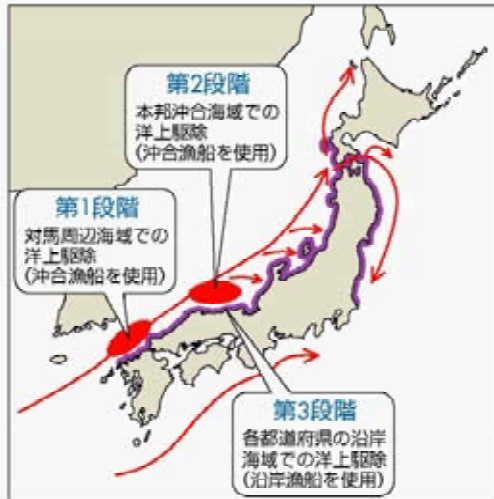 第2段階
本邦沖合海域での
洋上駆除
(沖合漁船を使用)
第1段階
対馬周辺海域での
洋上駆除
(沖合漁船を使用)
第3段階
各都道府県の沿岸
海域での洋上駆除
(沿岸漁船を使用)